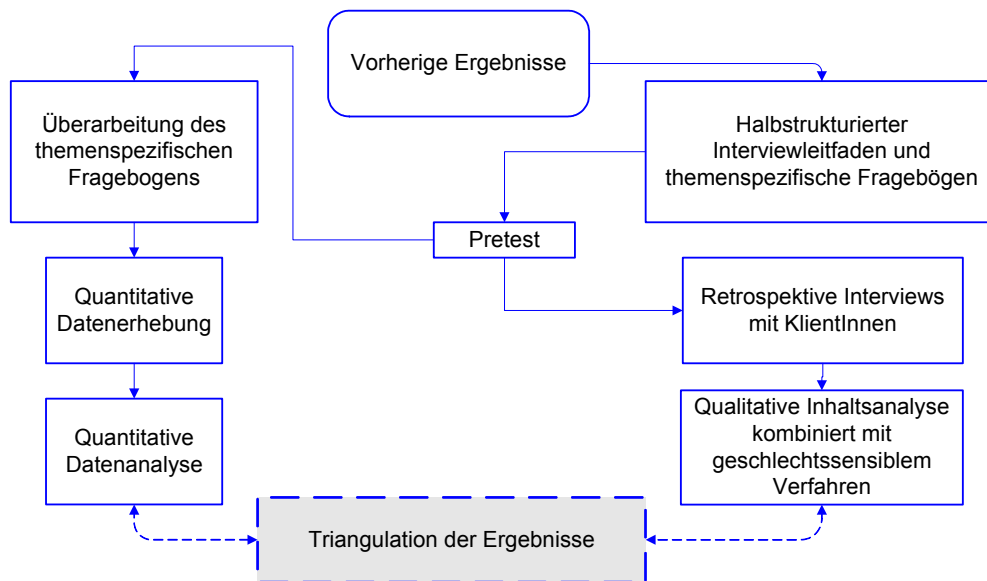 Vorherige Ergebnisse
Überarbeitung des
themenspezifischen
Fragebogens
Halbstrukturierter
Interviewleitfaden und
themenspezifische Fragebögen
Pretest
Quantitative
Datenerhebung
Retrospektive Interviews
mit KlientInnen
Quantitative
Datenanalyse
Qualitative Inhaltsanalyse
kombiniert mit
geschlechtssensiblem
Verfahren
Triangulation der Ergebnisse